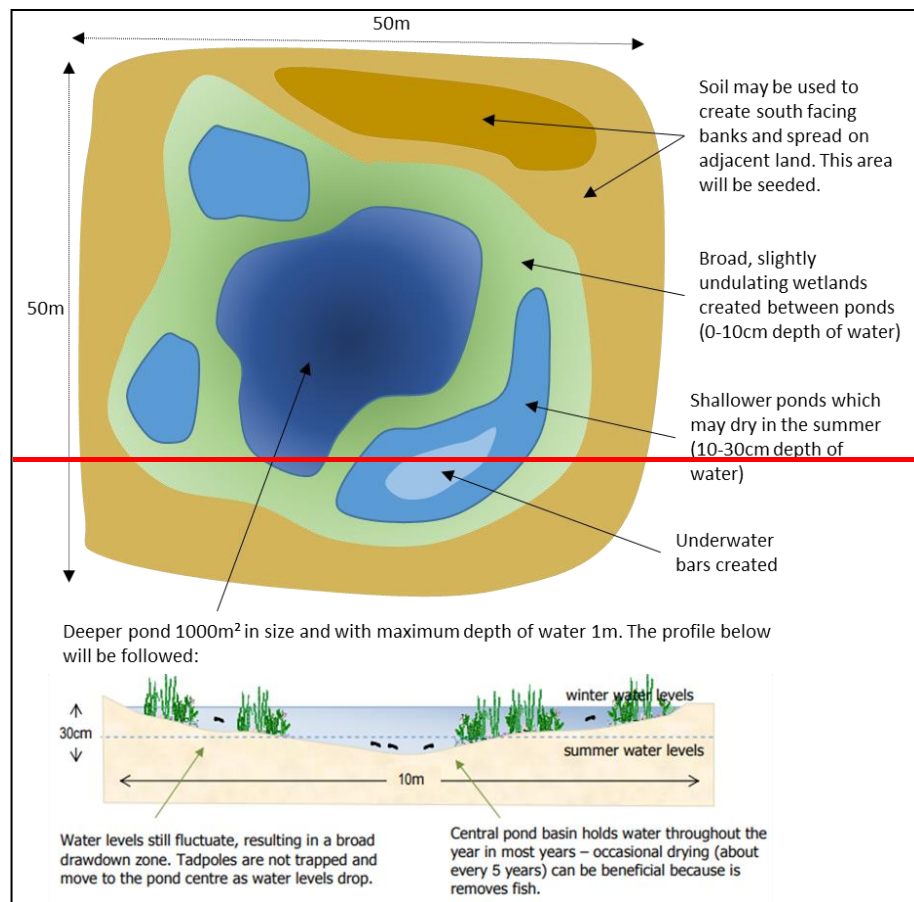 50m
50m
Soil may be used to
create south facing
banks and spread on
adjacent land. This area
will be seeded.
Broad, slightly
undulating wetlands
created between ponds
(0-10cm depth of water)
Shallower ponds which
may dry in the summer
(10-30cm depth of
water)
Underwater
bars created
Deeper pond 1000m² in size and with maximum depth of water 1m. The profile below
will be followed:
winter water levels
30cm
summer water levels
10m
Water levels still fluctuate, resulting in a broad
drawdown zone. Tadpoles are not trapped and
move to the pond centre as water levels drop.
Central pond basin holds water throughout the
year in most years – occasional drying (about
every 5 years) can be beneficial because is
removes fish.